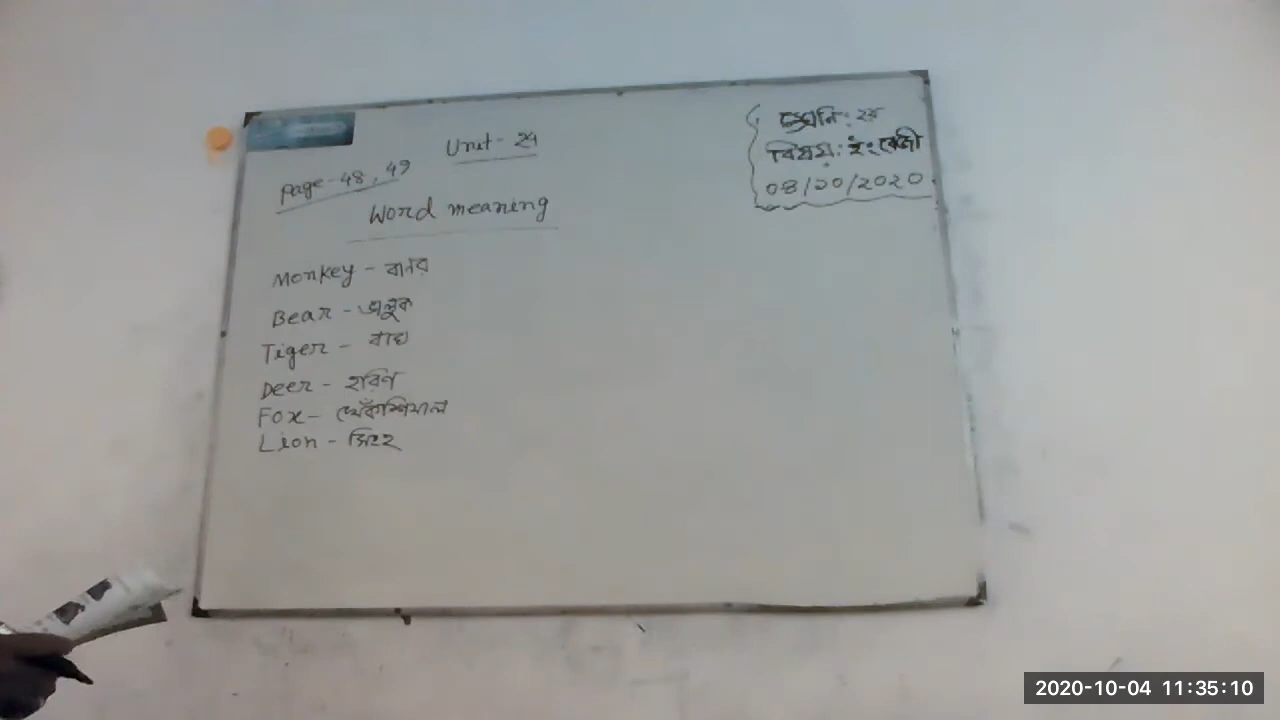 Unit - 24
page - 48, 49
Word meaning
Monkey - বানর
Bear - ভাল্লুক
Tiger - বাঘ
Deer - হরিণ
Fox - খেঁকশিয়াল
Lion - সিংহ
শ্রেনি: ২য়
বিষয়: ইংরেজী
04/10/2020
2020-10-04 11:35:10